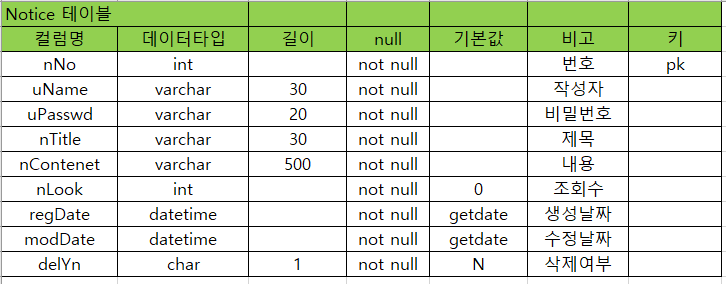 Notice 테이블
컬럼명 데이터타입 길이 null 기본값 비고 키
nNo int not null 번호 pk
uName varchar 30 not null 작성자
uPasswd varchar 20 not null 비밀번호
nTitle varchar 30 not null 제목
nContenet varchar 500 not null 내용
nLook int not null 0 조회수
regDate datetime not null getdate 생성날짜
modDate datetime not null getdate 수정날짜
delYn char 1 not null N 삭제여부